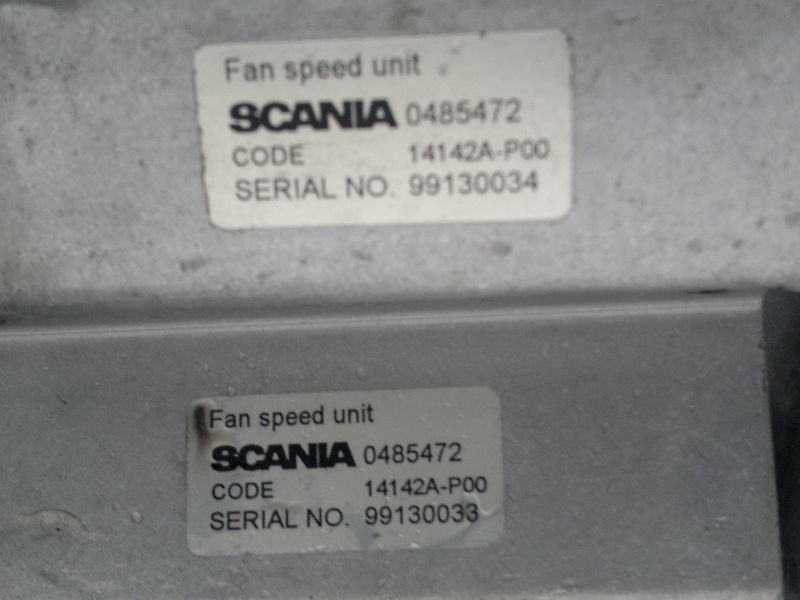 Fan speed unit
SCANIA 0485472
CODE 14142A-P00
SERIAL NO. 99130034
Fan speed unit
SCANIA 0485472
CODE 14142A-P00
SERIAL NO. 99130033